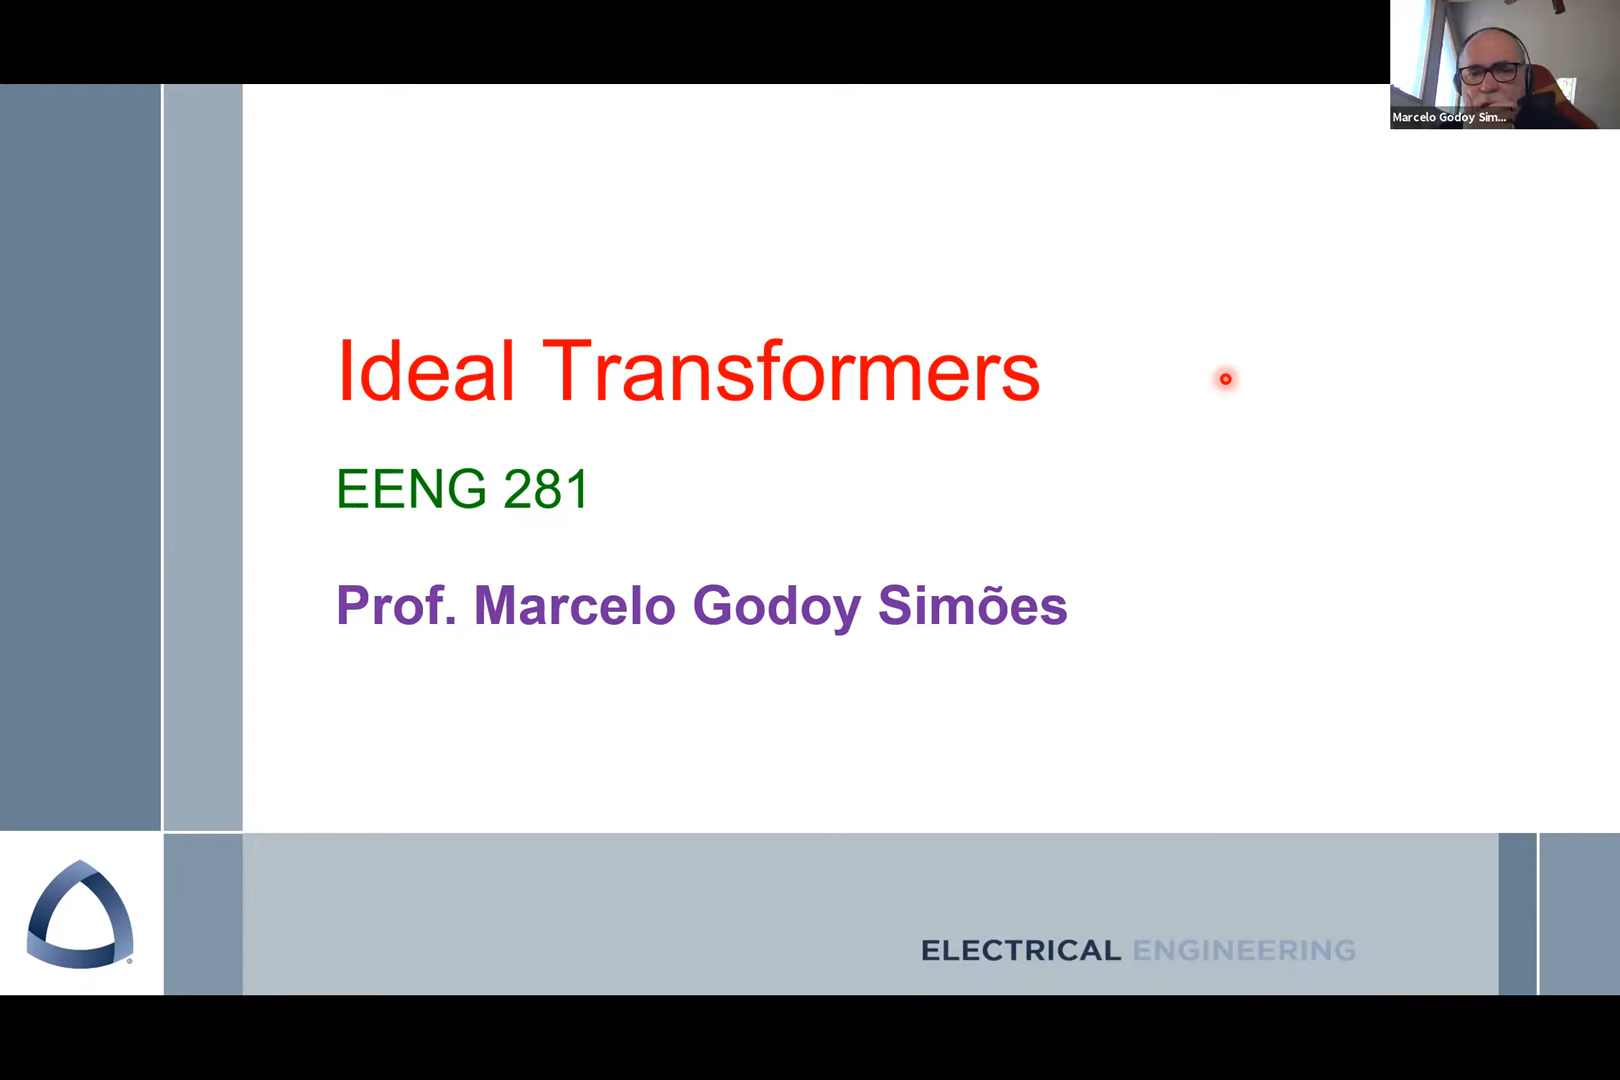 Marcelo Godoy Sim...
Ideal Transformers
EENG 281
Prof. Marcelo Godoy Simões
ELECTRICAL ENGINEERING
®